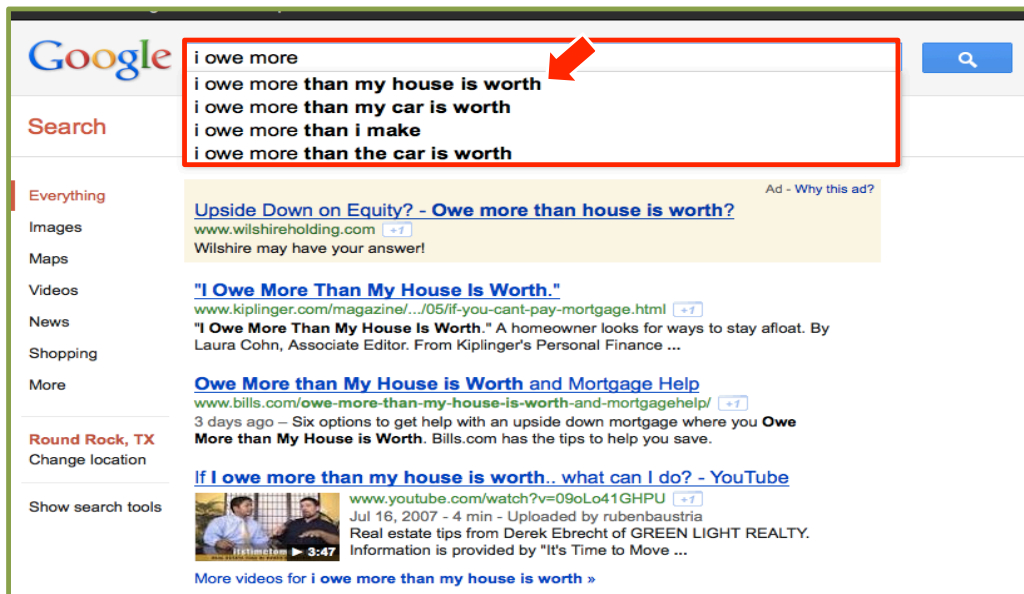 Google
i owe more
i owe more than my house is worth
i owe more than my car is worth
i owe more than i make
i owe more than the car is worth
Search
Everything
Images
Maps
Videos
News
Shopping
More
Round Rock, TX
Change location
Show search tools
Ad - Why this ad?
Upside Down on Equity? - Owe more than house is worth?
www.wilshireholding.com +1
Wilshire may have your answer!
"I Owe More Than My House Is Worth."
www.kiplinger.com/magazine/.../05/if-you-cant-pay-mortgage.html +1
"I Owe More Than My House Is Worth." A homeowner looks for ways to stay afloat. By
Laura Cohn, Associate Editor. From Kiplinger's Personal Finance ...
Owe More than My House is Worth and Mortgage Help
www.bills.com/owe-more-than-my-house-is-worth-and-mortgagehelp/ +1
3 days ago – Six options to get help with an upside down mortgage where you Owe
More than My House is Worth. Bills.com has the tips to help you save.
If I owe more than my house is worth.. what can I do? - YouTube
www.youtube.com/watch?v=09oLo41GHPU +1
Jul 16, 2007 - 4 min - Uploaded by rubenbaustria
Real estate tips from Derek Ebrecht of GREEN LIGHT REALTY.
Information is provided by "It's Time to Move ...
3:47
More videos for i owe more than my house is worth »